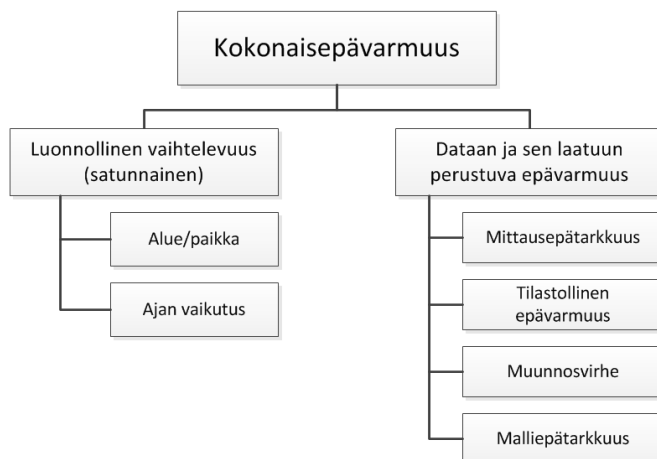 Kokonaisepävarmuus
Luonnollinen vaihtelevuus
(satunnainen)
Alue/paikka
Ajan vaikutus
Dataan ja sen laatuun
perustuva epävarmuus
Mittausepätarkkuus
Tilastollinen
epävarmuus
Muunnosvirhe
Malliepätarkkuus